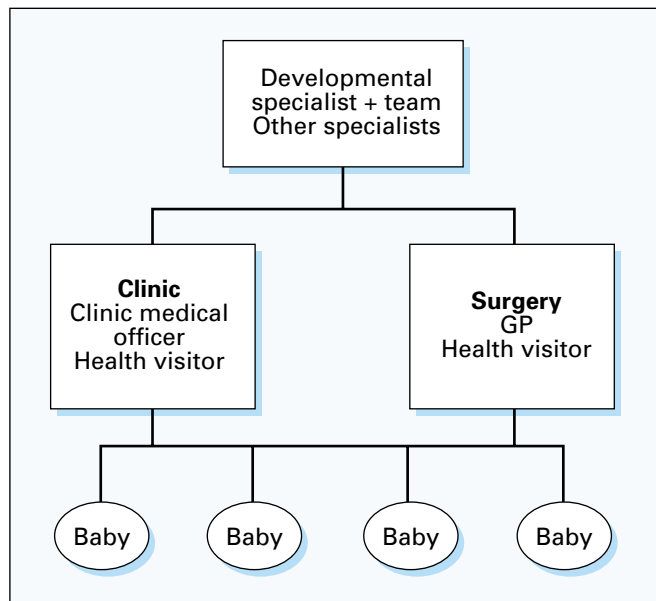 Developmental
specialist + team
Other specialists
Clinic
Clinic medical
officer
Health visitor
Surgery
GP
Health visitor
Baby
Baby
Baby
Baby